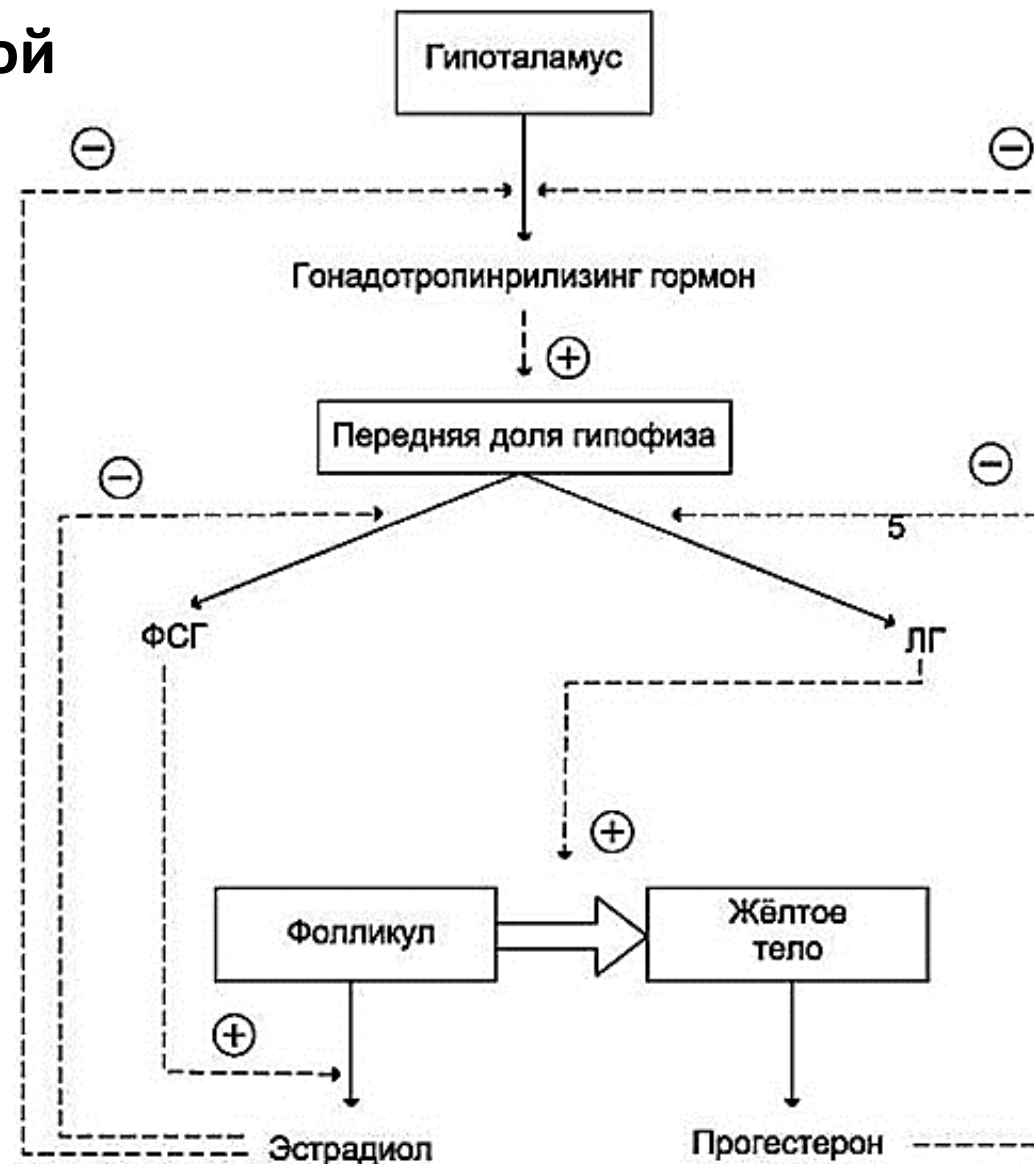 ой
Гипоталамус
−
−
Гонадотропинрилизинг гормон
+
Передняя доля гипофиза
−
−
5
ФСГ
ЛГ
+
Фолликул
Жёлтое
тело
+
Эстрадиол
Прогестерон